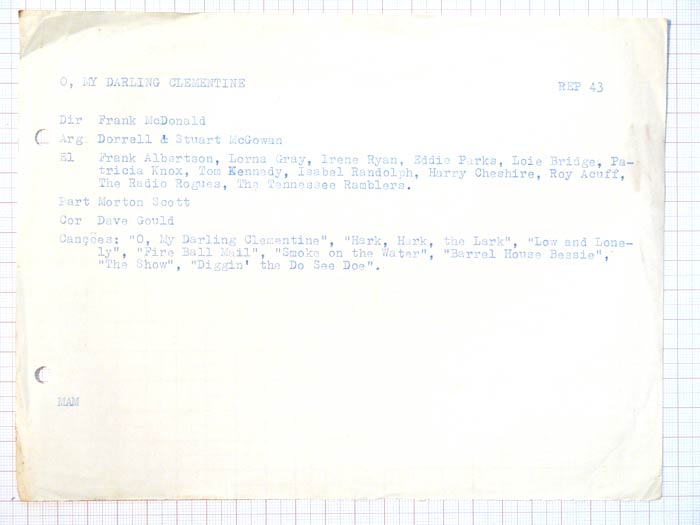 O, MY DARLING CLEMENTINE
REP 43
Dir Frank McDonald
Arg Dorrell & Stuart McGowan
El Frank Albertson, Lorna Gray, Irene Ryan, Eddie Parks, Loie Bridge, Pa-
tricia Knox, Tom Kennedy, Isabel Randolph, Harry Cheshire, Roy Acuff,
The Radio Rogues, The Tennessee Ramblers.
Part Morton Scott
Cor Dave Gould
Canções: "O, My Darling Clementine", "Hark, Hark, the Lark", "Low and Lone-
ly", "Fire Ball Mail", "Smoke on the Water", "Barrel House Bessie",
"The Show", "Diggin' the Do See Doe".
MAM